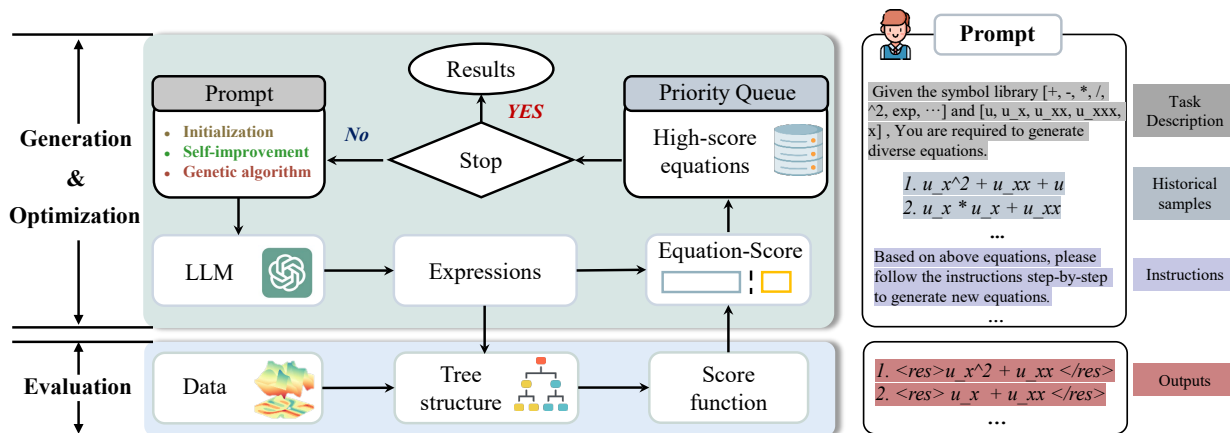 Generation
&
Optimization
Evaluation
Results
Prompt
• Initialization
• Self-improvement
• Genetic algorithm
No
YES
Stop
Priority Queue
High-score
equations
LLM
Expressions
Equation-Score
Data
Tree
structure
Score
function
Prompt
Given the symbol library [+, -, *, /,
^2, exp, ···] and [u, u_x, u_xx, u_xxx,
x] , You are required to generate
diverse equations.
1. u_x^2 + u_xx + u
2. u_x * u_x + u_xx
...
Based on above equations, please
follow the instructions step-by-step
to generate new equations.
...
Task
Description
Historical
samples
Instructions
1. <res>u_x^2 + u_xx </res>
2. <res> u_x + u_xx </res>
...
Outputs